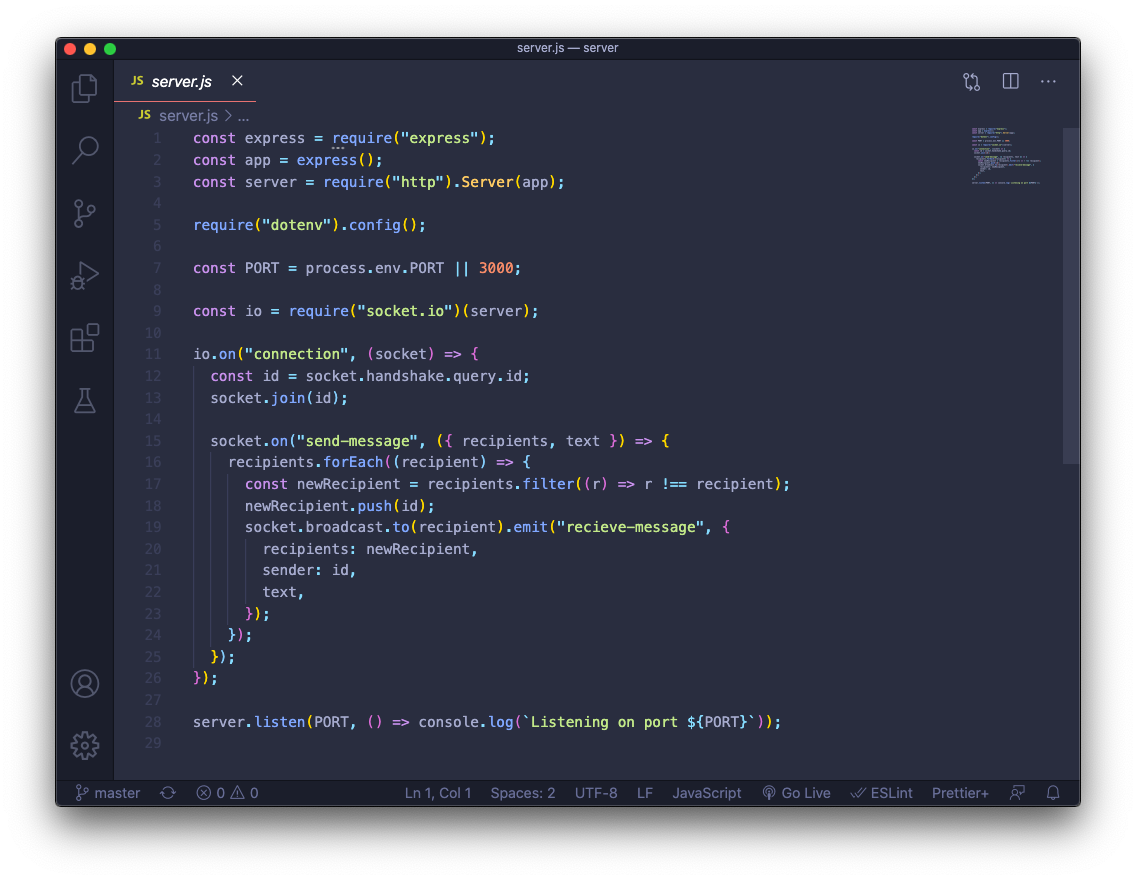 server.js — server
JS server.js
JS server.js > ...
1 const express = require("express");
2 const app = express();
3 const server = require("http").Server(app);
4
5 require("dotenv").config();
6
7 const PORT = process.env.PORT || 3000;
8
9 const io = require("socket.io")(server);
10
11 io.on("connection", (socket) => {
12   const id = socket.handshake.query.id;
13   socket.join(id);
14
15   socket.on("send-message", ({ recipients, text }) => {
16     recipients.forEach((recipient) => {
17       const newRecipient = recipients.filter((r) => r !== recipient);
18       newRecipient.push(id);
19       socket.broadcast.to(recipient).emit("recieve-message", {
20         recipients: newRecipient,
21         sender: id,
22         text,
23       });
24     });
25   });
26 });
27
28 server.listen(PORT, () => console.log(`Listening on port ${PORT}`));
29
master 0 0 Ln 1, Col 1 Spaces: 2 UTF-8 LF JavaScript Go Live ESLint Prettier+